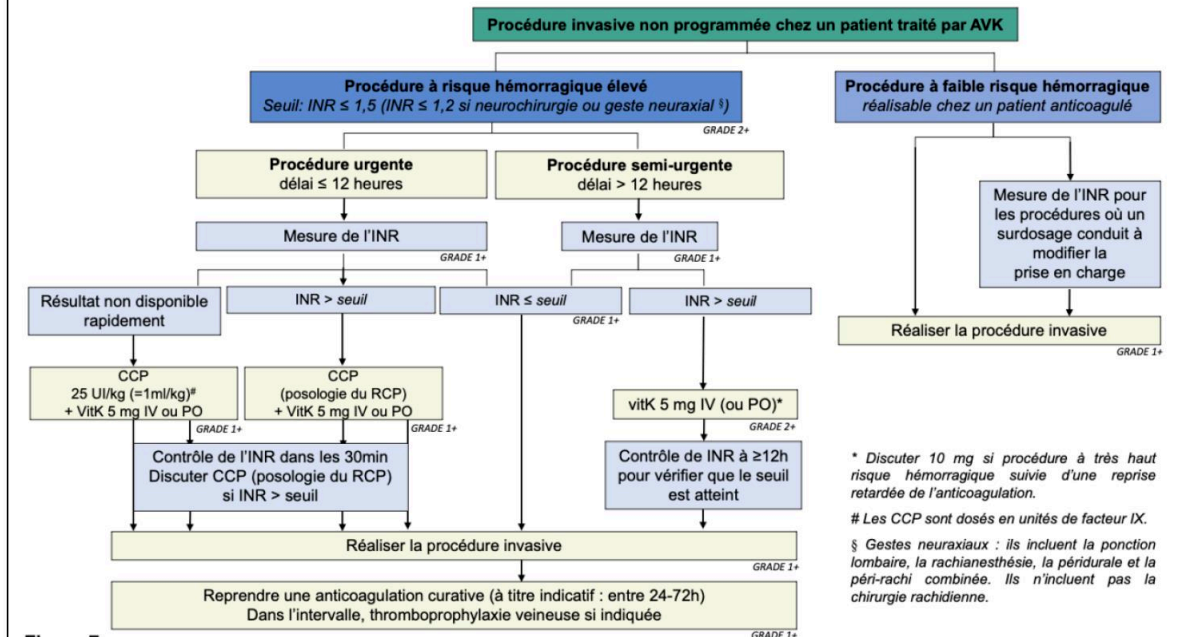 Procédure invasive non programmée chez un patient traité par AVK
Procédure à risque hémorragique élevé
Seuil: INR ≤ 1,5 (INR ≤ 1,2 si neurochirurgie ou geste neuraxial §)
GRADE 2+
Procédure à faible risque hémorragique
réalisable chez un patient anticoagulé
Procédure urgente
délai ≤ 12 heures
Procédure semi-urgente
délai > 12 heures
Mesure de l'INR
GRADE 1+
Mesure de l'INR
GRADE 1+
Mesure de l'INR pour
les procédures où un
surdosage conduit à
modifier la
prise en charge
Résultat non disponible
rapidement
INR > seuil
INR ≤ seuil
GRADE 1+
INR > seuil
Réaliser la procédure invasive
GRADE 1+
CCP
25 UI/kg (=1ml/kg)#
+ VitK 5 mg IV ou PO
GRADE 1+
CCP
(posologie du RCP)
+ VitK 5 mg IV ou PO
GRADE 1+
vitK 5 mg IV (ou PO)*
GRADE 2+
Contrôle de l'INR dans les 30min
Discuter CCP (posologie du RCP)
si INR > seuil
Contrôle de INR à ≥12h
pour vérifier que le seuil
est atteint
Réaliser la procédure invasive
GRADE 1+
Reprendre une anticoagulation curative (à titre indicatif : entre 24-72h)
Dans l'intervalle, thromboprophylaxie veineuse si indiquée
GRADE 1+
* Discuter 10 mg si procédure à très haut
risque hémorragique suivie d'une reprise
retardée de l'anticoagulation.
# Les CCP sont dosés en unités de facteur IX.
§ Gestes neuraxiaux : ils incluent la ponction
lombaire, la rachianesthésie, la péridurale et la
péri-rachi combinée. Ils n'incluent pas la
chirurgie rachidienne.